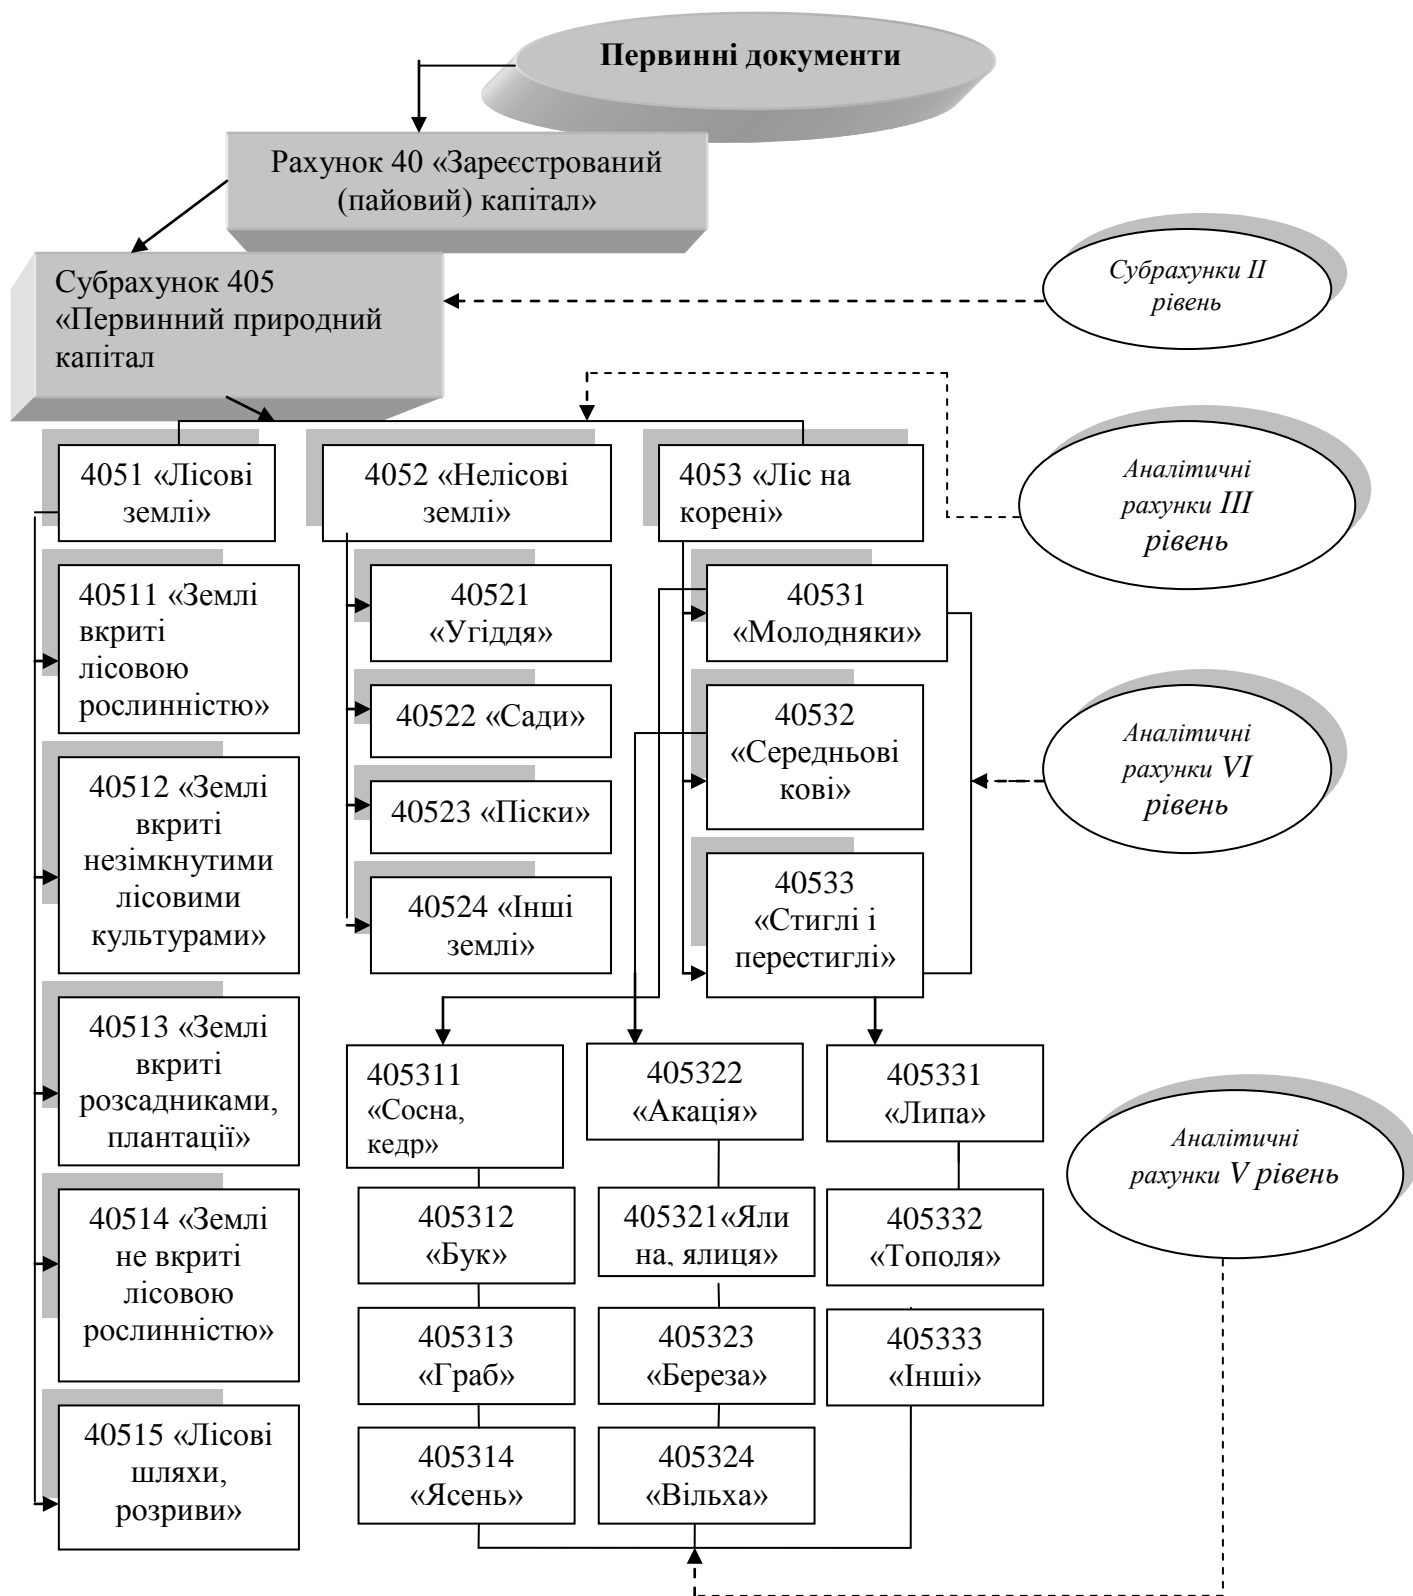 Первинні документи
Рахунок 40 «Зареєстрований
(пайовий) капітал»
Субрахунок 405
«Первинний природний
капітал
Субрахунки II
рівень
4051 «Лісові
землі»
4052 «Нелісові
землі»
4053 «Ліс на
корені»
Аналітичні
рахунки III
рівень
40511 «Землі
вкриті
лісовою
рослинністю»
40512 «Землі
вкриті
незімкнутими
лісовими
культурами»
40513 «Землі
вкриті
розсадниками,
плантації»
40514 «Землі
не вкриті
лісовою
рослинністю»
40515 «Лісові
шляхи,
розриви»
40521
«Угіддя»
40522 «Сади»
40523 «Піски»
40524 «Інші
землі»
40531
«Молодняки»
40532
«Середньові
кові»
40533
«Стиглі і
перестиглі»
Аналітичні
рахунки VI
рівень
405311
«Сосна,
кедр»
405312
«Бук»
405313
«Граб»
405314
«Ясень»
405322
«Акація»
405321«Яли
на, ялиця»
405323
«Береза»
405324
«Вільха»
405331
«Липа»
405332
«Тополя»
405333
«Інші»
Аналітичні
рахунки V рівень